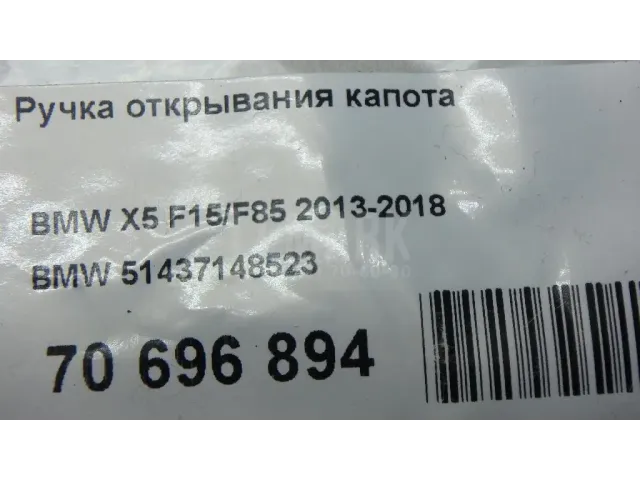 Ручка открывания капота
BMW X5 F15/F85 2013-2018
BMW 51437148523
70 696 894